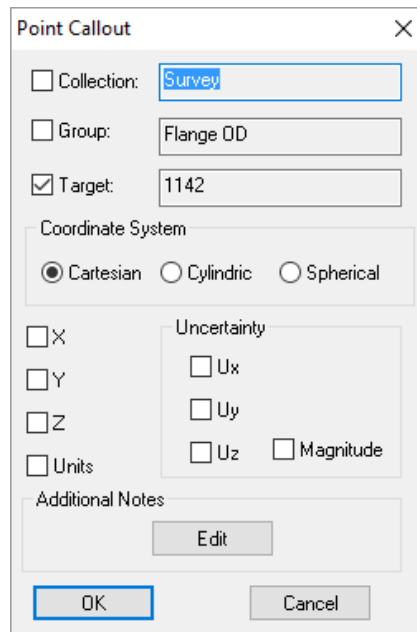 Point Callout
Collection: Survey
Group: Flange OD
Target: 1142
Coordinate System
Cartesian Cylindric Spherical
X
Uncertainty
Ux
Y
Uy
Z
Uz Magnitude
Units
Additional Notes
Edit
OK Cancel